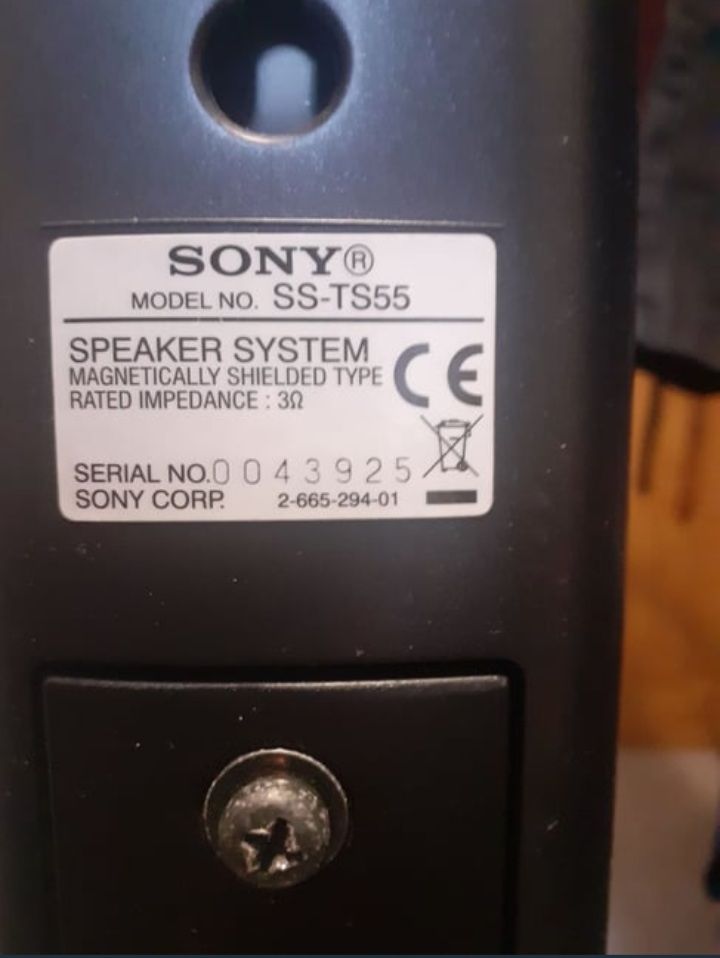 SONY®
MODEL NO. SS-TS55
SPEAKER SYSTEM
MAGNETICALLY SHIELDED TYPE
RATED IMPEDANCE : 3Ω
CE
SERIAL NO.0043925
SONY CORP. 2-665-294-01